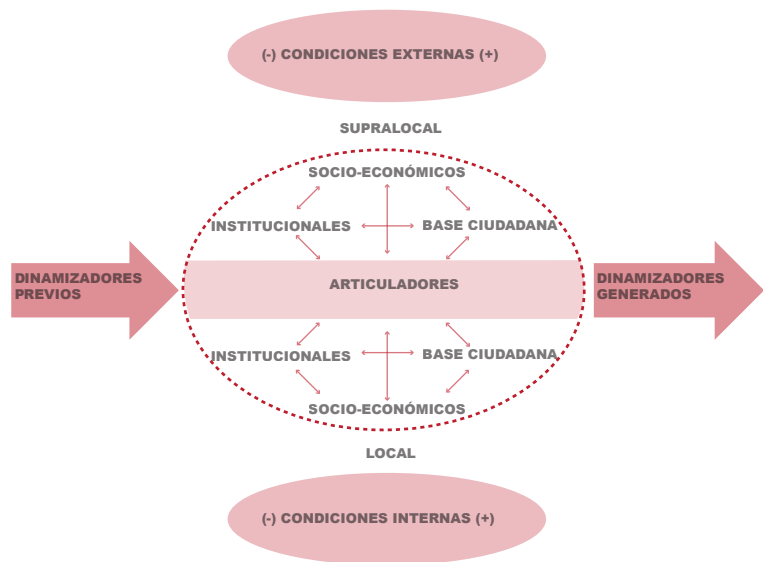 (-) CONDICIONES EXTERNAS (+)
SUPRALOCAL
SOCIO-ECONÓMICOS
INSTITUCIONALES
BASE CIUDADANA
DINAMIZADORES
PREVIOS
ARTICULADORES
DINAMIZADORES
GENERADOS
INSTITUCIONALES
BASE CIUDADANA
SOCIO-ECONÓMICOS
LOCAL
(-) CONDICIONES INTERNAS (+)